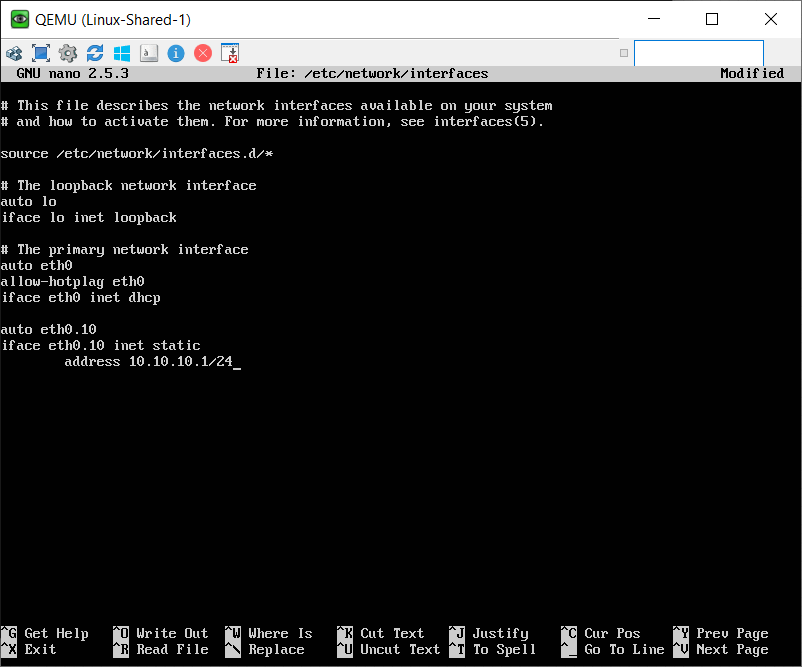 QEMU (Linux-Shared-1)
GNU nano 2.5.3 File: /etc/network/interfaces Modified
# This file describes the network interfaces available on your system
# and how to activate them. For more information, see interfaces(5).
source /etc/network/interfaces.d/*
# The loopback network interface
auto lo
iface lo inet loopback
# The primary network interface
auto eth0
allow-hotplag eth0
iface eth0 inet dhcp
auto eth0.10
iface eth0.10 inet static
address 10.10.10.1/24_
^G Get Help ^O Write Out ^W Where Is ^K Cut Text ^J Justify ^C Cur Pos ^Y Prev Page
^X Exit ^R Read File ^\ Replace ^U Uncut Text ^T To Spell ^_ Go To Line ^V Next Page